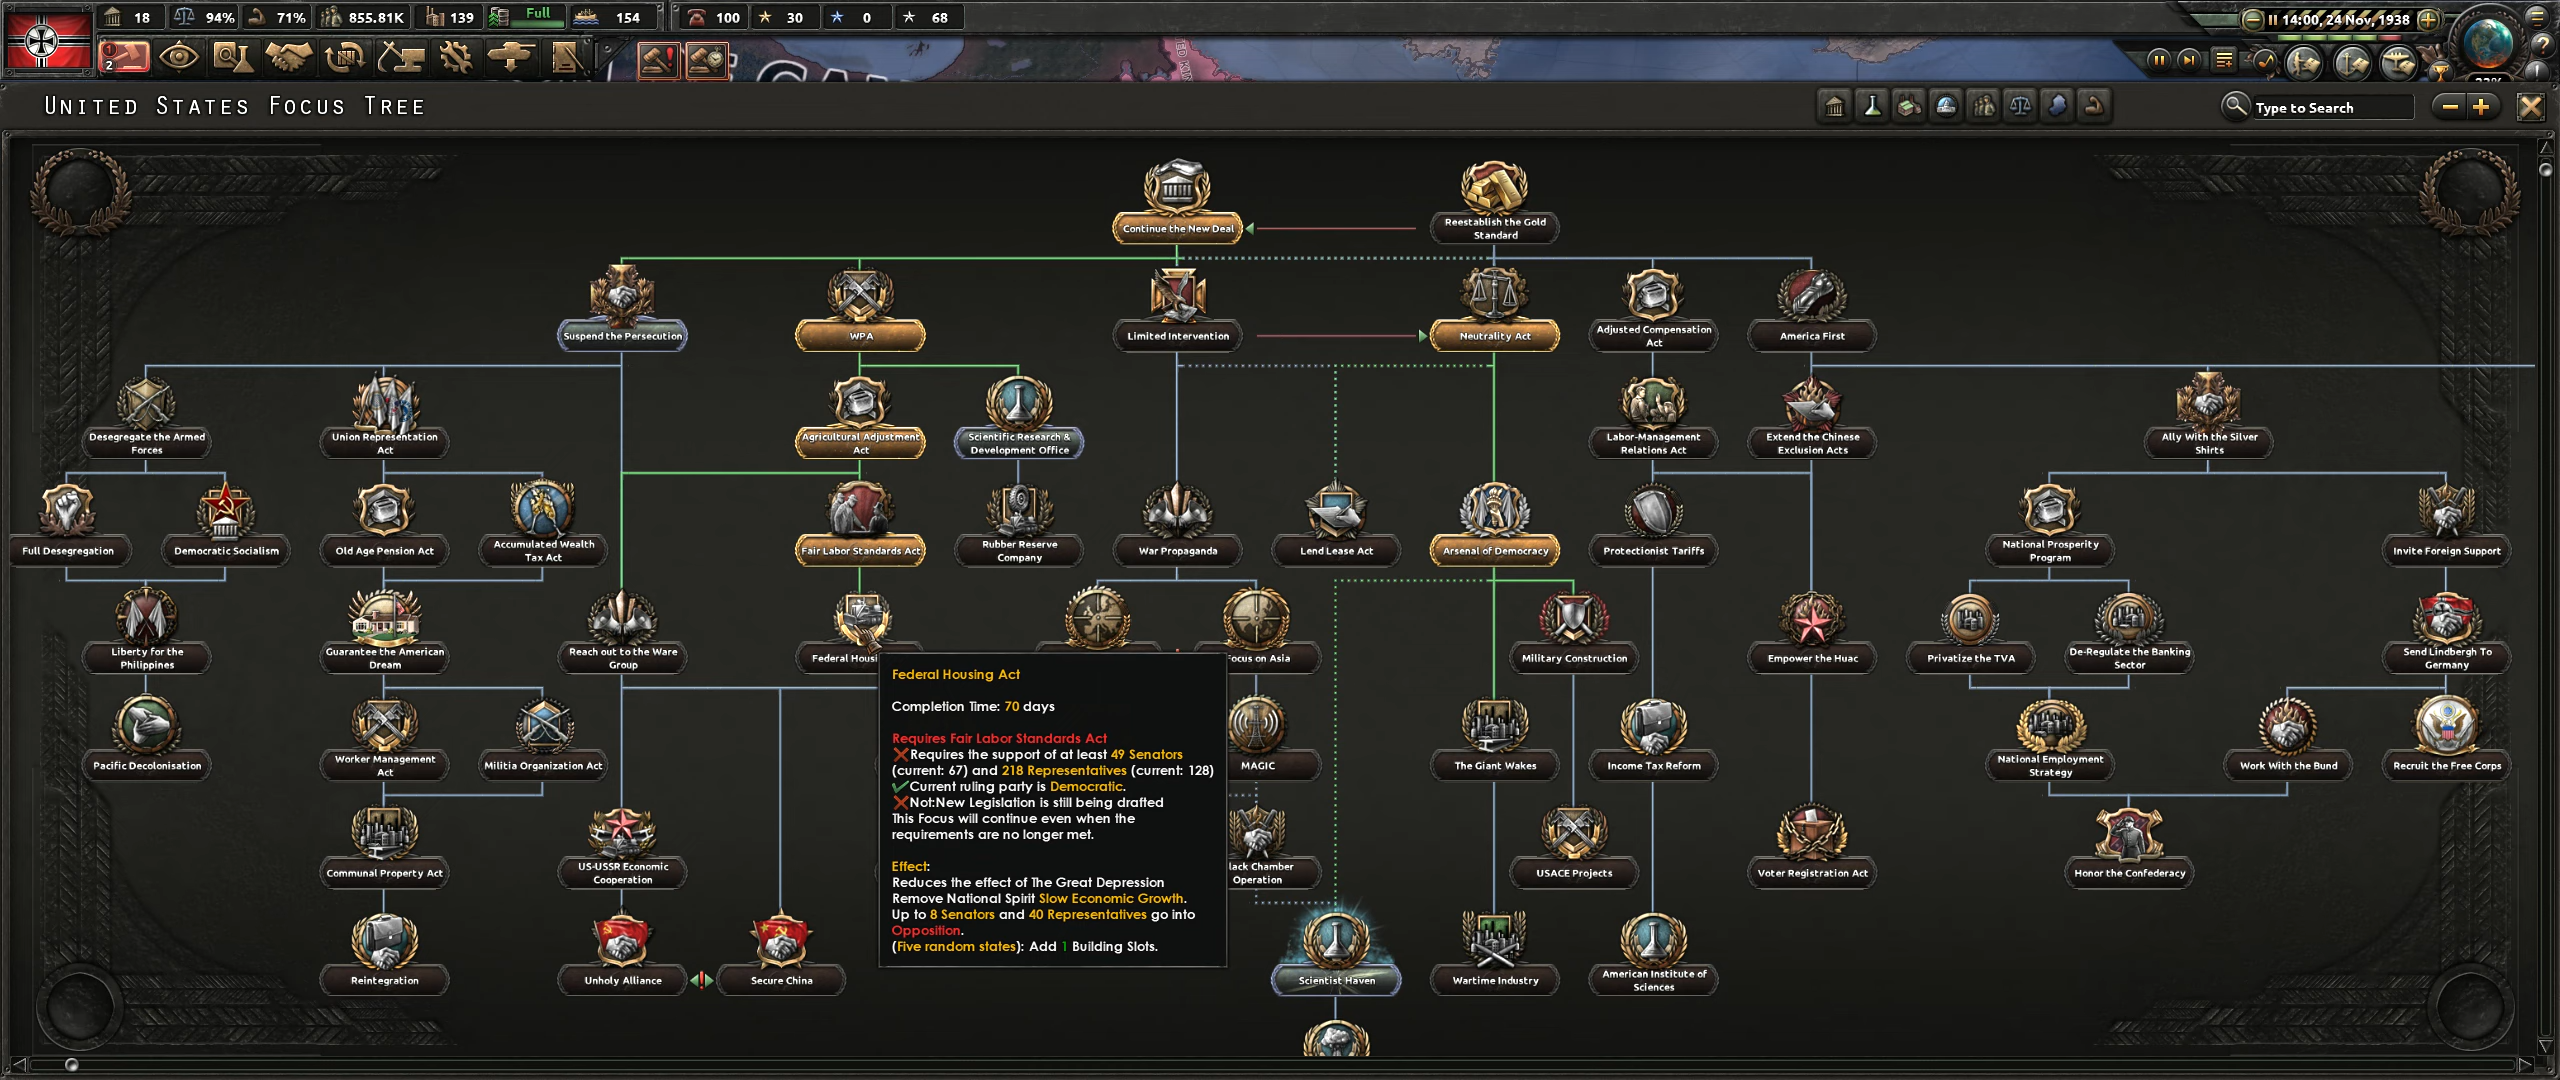 18
94%
71%
855.81K
139
Full
154
100
30
0
68
14:00, 24 Nov, 1938
1
2
UNITED STATES FOCUS TREE
Type to Search
Continue the New Deal
Reestablish the Gold
Standard
Suspend the Persecution
WPA
Limited Intervention
Neutrality Act
Adjusted Compensation
Act
America First
Desegregate the Armed
Forces
Union Representation
Act
Agricultural Adjustment
Act
Scientific Research &
Development Office
Labor-Management
Relations Act
Extend the Chinese
Exclusion Acts
Ally With the Silver
Shirts
Full Desegregation
Democratic Socialism
Old Age Pension Act
Accumulated Wealth
Tax Act
Fair Labor Standards Act
Rubber Reserve
Company
War Propaganda
Lend Lease Act
Arsenal of Democracy
Protectionist Tariffs
National Prosperity
Program
Invite Foreign Support
Liberty for the
Philippines
Guarantee the American
Dream
Reach out to the Ware
Group
Federal Housi
ocus on Asia
Military Construction
Empower the Huac
Privatize the TVA
De-Regulate the Banking
Sector
Send Lindbergh To
Germany
Federal Housing Act
Completion Time: 70 days
Requires Fair Labor Standards Act
Requires the support of at least 49 Senators
(current: 67) and 218 Representatives (current: 128)
Current ruling party is Democratic.
Not:New Legislation is still being drafted
This Focus will continue even when the
requirements are no longer met.
Effect:
Reduces the effect of The Great Depression
Remove National Spirit Slow Economic Growth.
Up to 8 Senators and 40 Representatives go into
Opposition.
(Five random states): Add 1 Building Slots.
Pacific Decolonisation
Worker Management
Act
Militia Organization Act
MAGIC
The Giant Wakes
Income Tax Reform
National Employment
Strategy
Work With the Bund
Recruit the Free Corps
Communal Property Act
US-USSR Economic
Cooperation
lack Chamber
Operation
USACE Projects
Voter Registration Act
Honor the Confederacy
Reintegration
Unholy Alliance
Secure China
Scientist Haven
Wartime Industry
American Institute of
Sciences